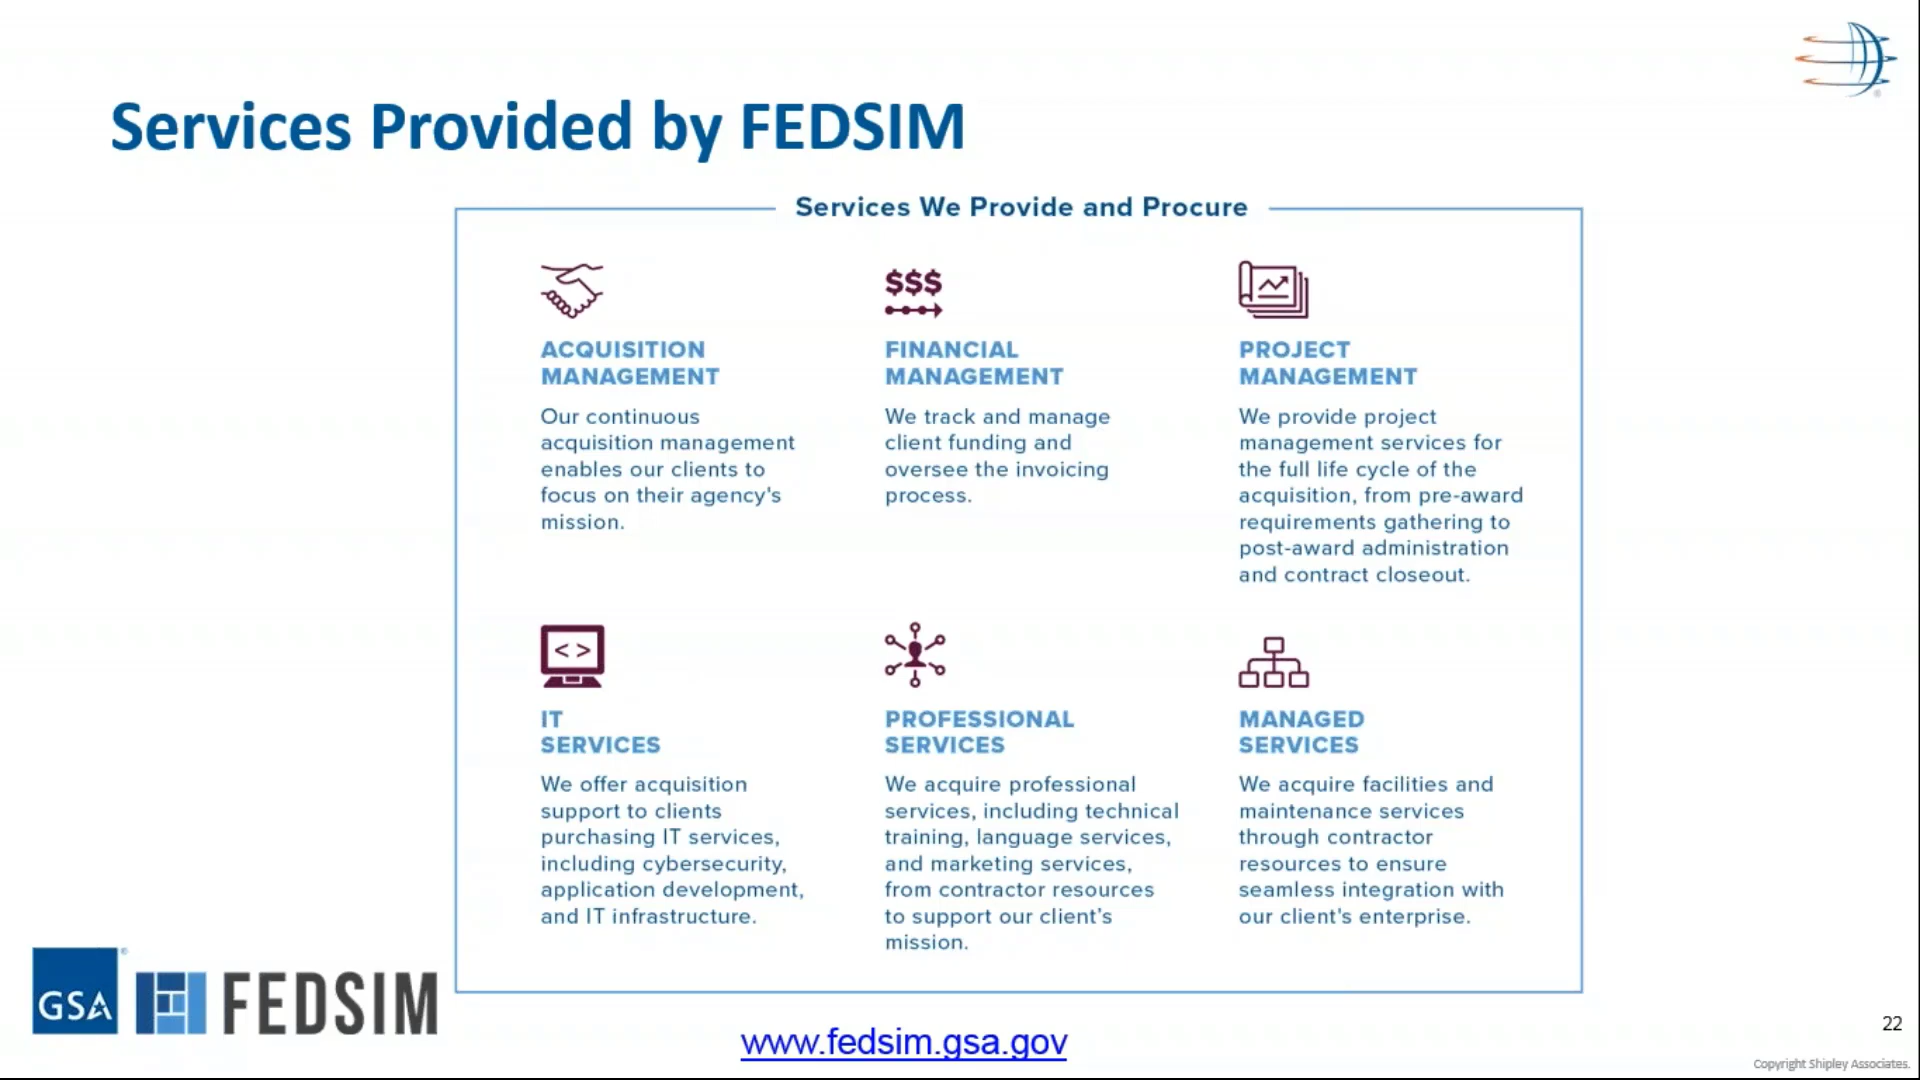 Services Provided by FEDSIM
Services We Provide and Procure
$$$
ACQUISITION
MANAGEMENT
Our continuous
acquisition management
enables our clients to
focus on their agency's
mission.
FINANCIAL
MANAGEMENT
We track and manage
client funding and
oversee the invoicing
process.
PROJECT
MANAGEMENT
We provide project
management services for
the full life cycle of the
acquisition, from pre-award
requirements gathering to
post-award administration
and contract closeout.
< >
IT
SERVICES
We offer acquisition
support to clients
purchasing IT services,
including cybersecurity,
application development,
and IT infrastructure.
PROFESSIONAL
SERVICES
We acquire professional
services, including technical
training, language services,
and marketing services,
from contractor resources
to support our client’s
mission.
MANAGED
SERVICES
We acquire facilities and
maintenance services
through contractor
resources to ensure
seamless integration with
our client's enterprise.
GSA
FEDSIM
www.fedsim.gsa.gov
22
Copyright Shipley Associates.